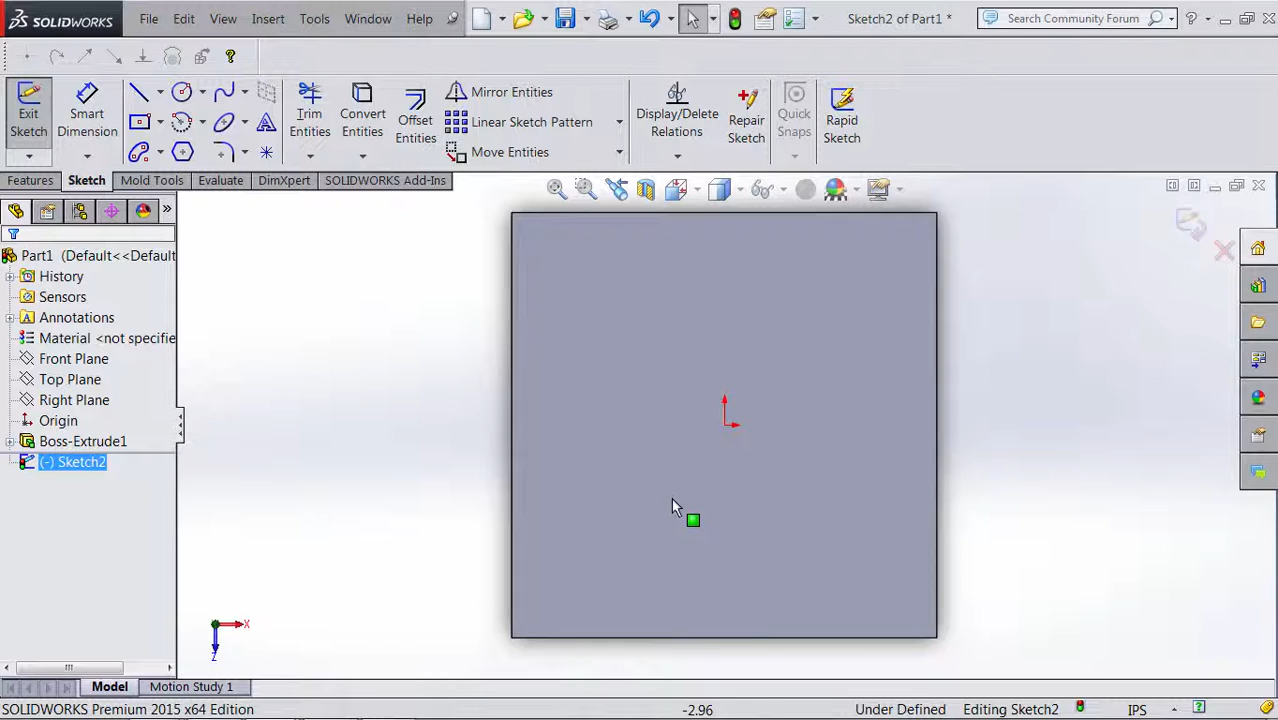 SOLIDWORKS File Edit View Insert Tools Window Help Sketch2 of Part1 * Search Community Forum
Exit Sketch
Smart Dimension
Trim Entities
Convert Entities
Offset Entities
Mirror Entities
Linear Sketch Pattern
Move Entities
Display/Delete Relations
Repair Sketch
Quick Snaps
Rapid Sketch
Features Sketch Mold Tools Evaluate DimXpert SOLIDWORKS Add-Ins
Part1 (Default<<Default
History
Sensors
Annotations
Material <not specifie
Front Plane
Top Plane
Right Plane
Origin
Boss-Extrude1
(-) Sketch2
X
Z
Model Motion Study 1
SOLIDWORKS Premium 2015 x64 Edition -2.96 Under Defined Editing Sketch2 IPS